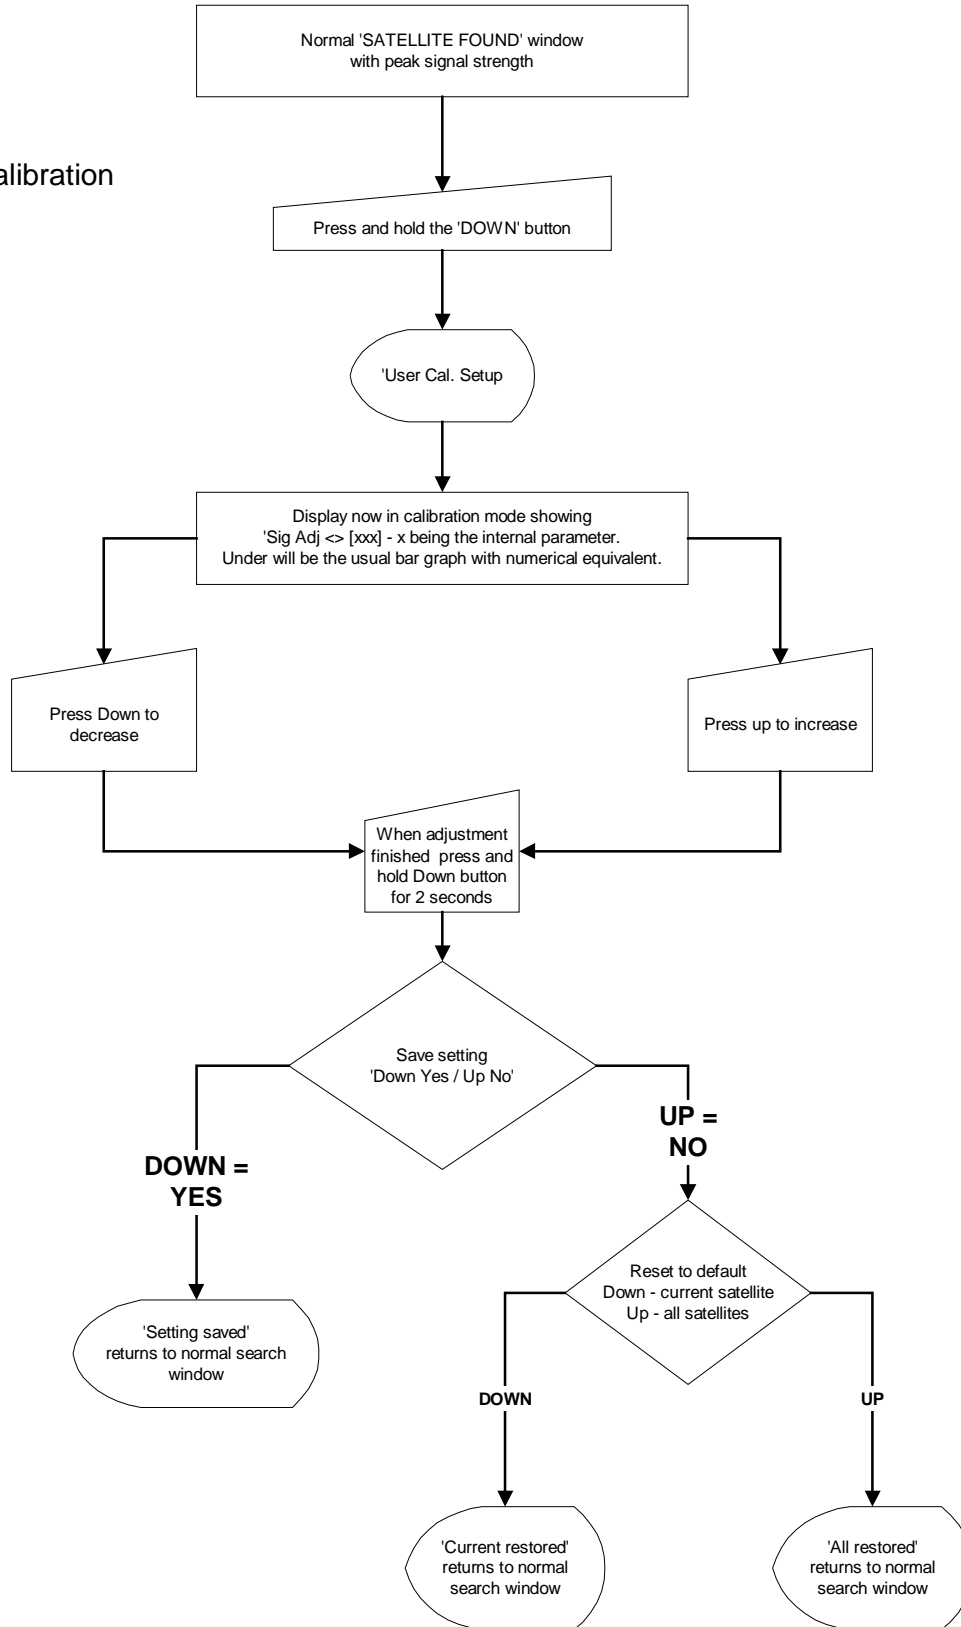 Normal 'SATELLITE FOUND' window
with peak signal strength
alibration
Press and hold the 'DOWN' button
'User Cal. Setup
Display now in calibration mode showing
'Sig Adj <> [xxx] - x being the internal parameter.
Under will be the usual bar graph with numerical equivalent.
Press Down to
decrease
Press up to increase
When adjustment
finished press and
hold Down button
for 2 seconds
Save setting
'Down Yes / Up No'
DOWN =
YES
UP =
NO
Reset to default
Down - current satellite
Up - all satellites
'Setting saved'
returns to normal search
window
DOWN
UP
'Current restored'
returns to normal
search window
'All restored'
returns to normal
search window